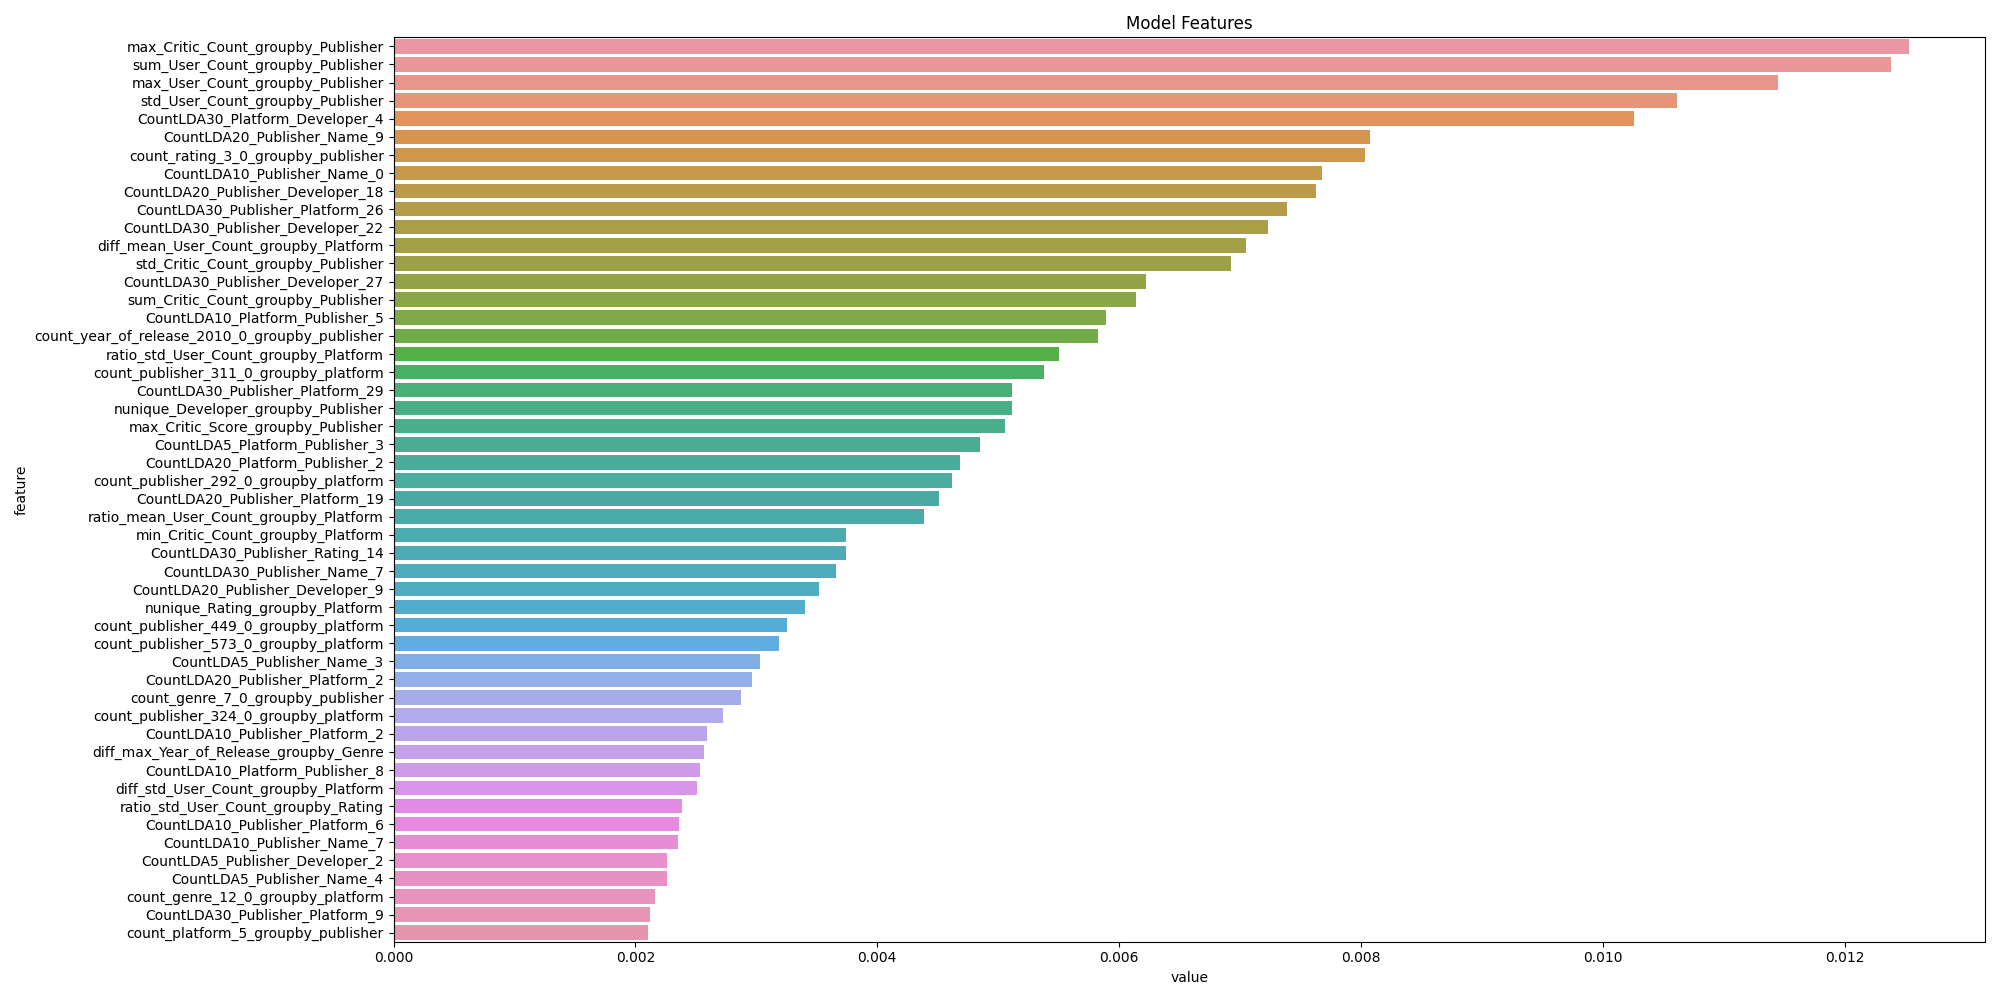 Model Features
max_Critic_Count_groupby_Publisher
sum_User_Count_groupby_Publisher
max_User_Count_groupby_Publisher
std_User_Count_groupby_Publisher
CountLDA30_Platform_Developer_4
CountLDA20_Publisher_Name_9
count_rating_3_0_groupby_publisher
CountLDA10_Publisher_Name_0
CountLDA20_Publisher_Developer_18
CountLDA30_Publisher_Platform_26
CountLDA30_Publisher_Developer_22
diff_mean_User_Count_groupby_Platform
std_Critic_Count_groupby_Publisher
CountLDA30_Publisher_Developer_27
sum_Critic_Count_groupby_Publisher
CountLDA10_Platform_Publisher_5
count_year_of_release_2010_0_groupby_publisher
ratio_std_User_Count_groupby_Platform
count_publisher_311_0_groupby_platform
CountLDA30_Publisher_Platform_29
nunique_Developer_groupby_Publisher
max_Critic_Score_groupby_Publisher
CountLDA5_Platform_Publisher_3
CountLDA20_Platform_Publisher_2
count_publisher_292_0_groupby_platform
CountLDA20_Publisher_Platform_19
ratio_mean_User_Count_groupby_Platform
min_Critic_Count_groupby_Platform
CountLDA30_Publisher_Rating_14
CountLDA30_Publisher_Name_7
CountLDA20_Publisher_Developer_9
nunique_Rating_groupby_Platform
count_publisher_449_0_groupby_platform
count_publisher_573_0_groupby_platform
CountLDA5_Publisher_Name_3
CountLDA20_Publisher_Platform_2
count_genre_7_0_groupby_publisher
count_publisher_324_0_groupby_platform
CountLDA10_Publisher_Platform_2
diff_max_Year_of_Release_groupby_Genre
CountLDA10_Platform_Publisher_8
diff_std_User_Count_groupby_Platform
ratio_std_User_Count_groupby_Rating
CountLDA10_Publisher_Platform_6
CountLDA10_Publisher_Name_7
CountLDA5_Publisher_Developer_2
CountLDA5_Publisher_Name_4
count_genre_12_0_groupby_platform
CountLDA30_Publisher_Platform_9
count_platform_5_groupby_publisher
feature
0.000 0.002 0.004 0.006 0.008 0.010 0.012
value